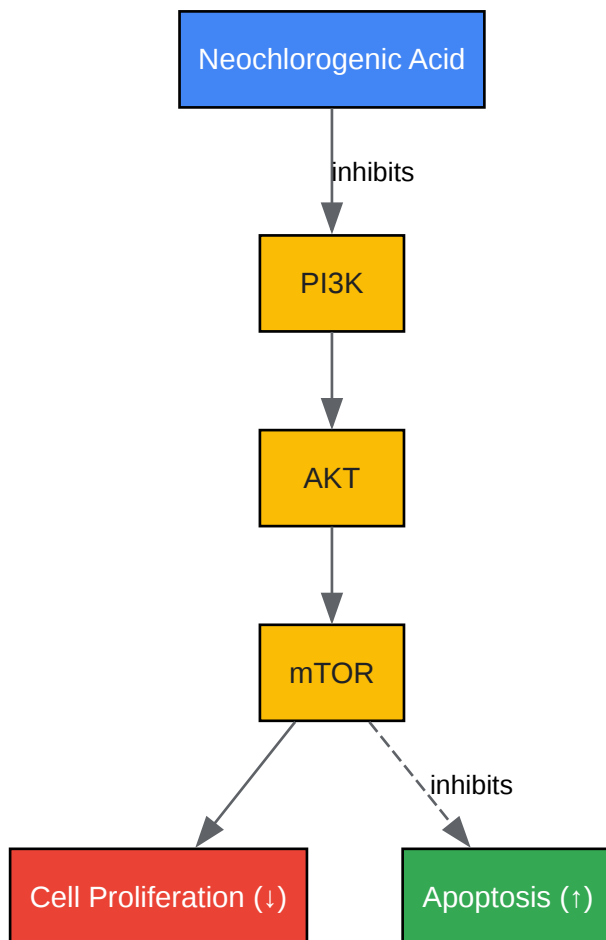 Neochlorogenic Acid
inhibits
PI3K
AKT
mTOR
inhibits
Cell Proliferation (↓)
Apoptosis (↑)